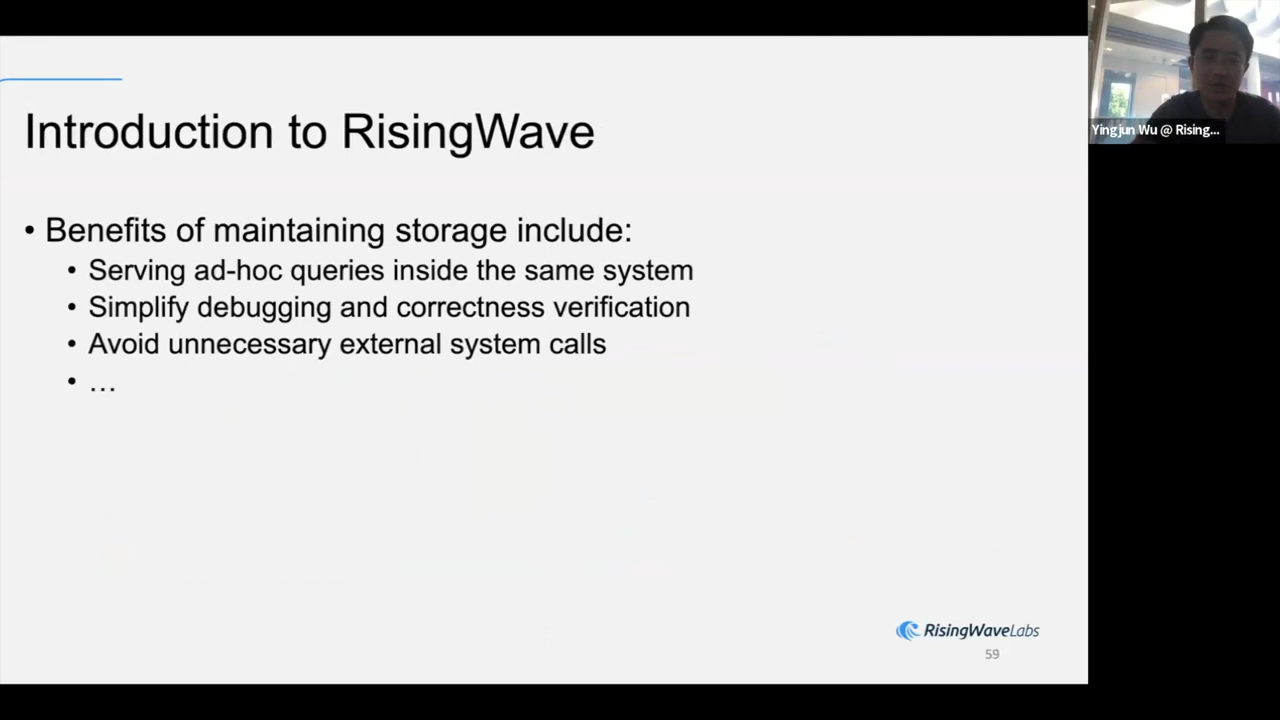 Introduction to RisingWave
• Benefits of maintaining storage include:
• Serving ad-hoc queries inside the same system
• Simplify debugging and correctness verification
• Avoid unnecessary external system calls
• …
RisingWaveLabs
59
Yingjun Wu @ Rising...